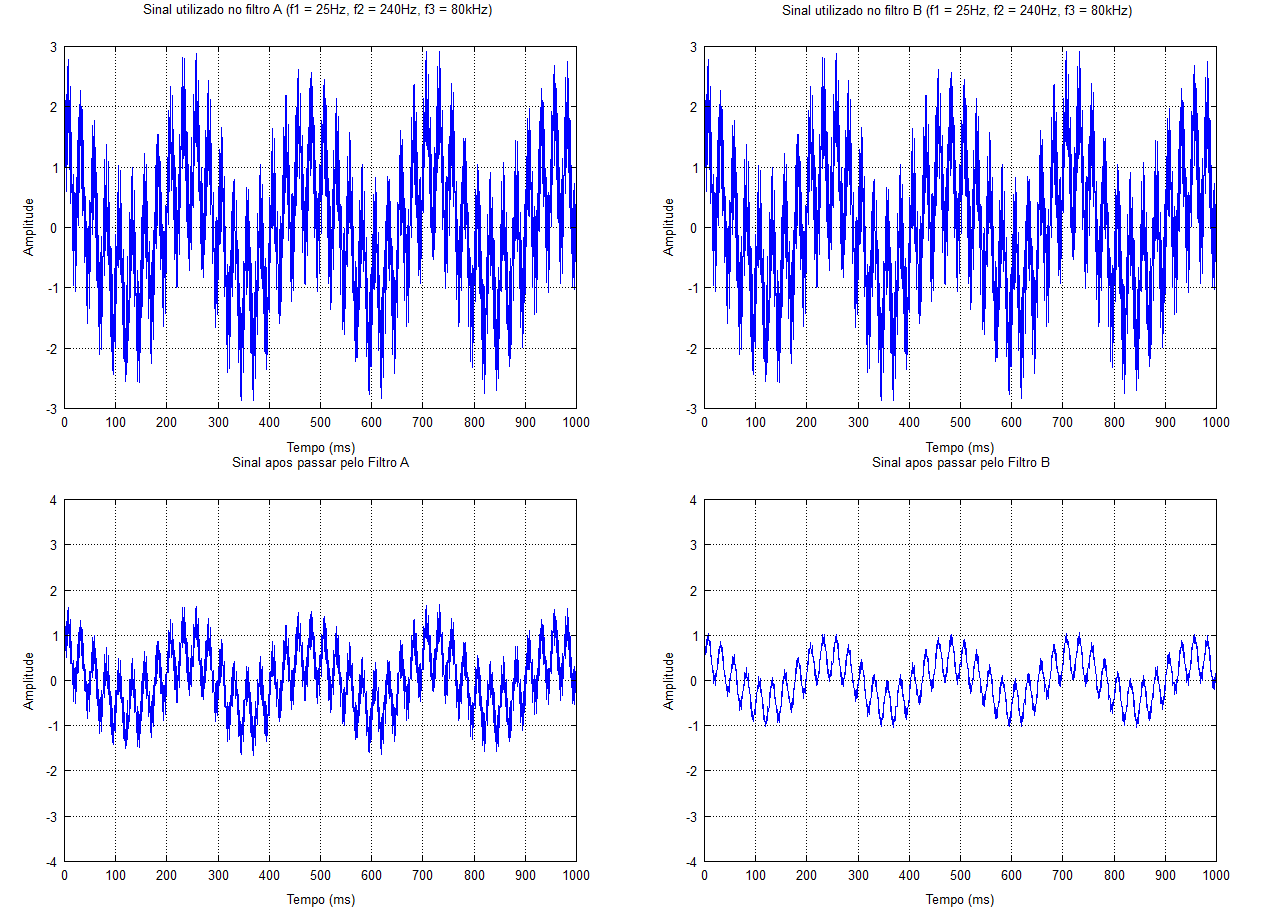 Sinal utilizado no filtro A (f1 = 25Hz, f2 = 240Hz, f3 = 80kHz)
3
2
1
0
-1
-2
-3
Amplitude
0 100 200 300 400 500 600 700 800 900 1000
Tempo (ms)
Sinal utilizado no filtro B (f1 = 25Hz, f2 = 240Hz, f3 = 80kHz)
3
2
1
0
-1
-2
-3
Amplitude
0 100 200 300 400 500 600 700 800 900 1000
Tempo (ms)
Sinal apos passar pelo Filtro A
4
3
2
1
0
-1
-2
-3
-4
Amplitude
0 100 200 300 400 500 600 700 800 900 1000
Tempo (ms)
Sinal apos passar pelo Filtro B
4
3
2
1
0
-1
-2
-3
-4
Amplitude
0 100 200 300 400 500 600 700 800 900 1000
Tempo (ms)